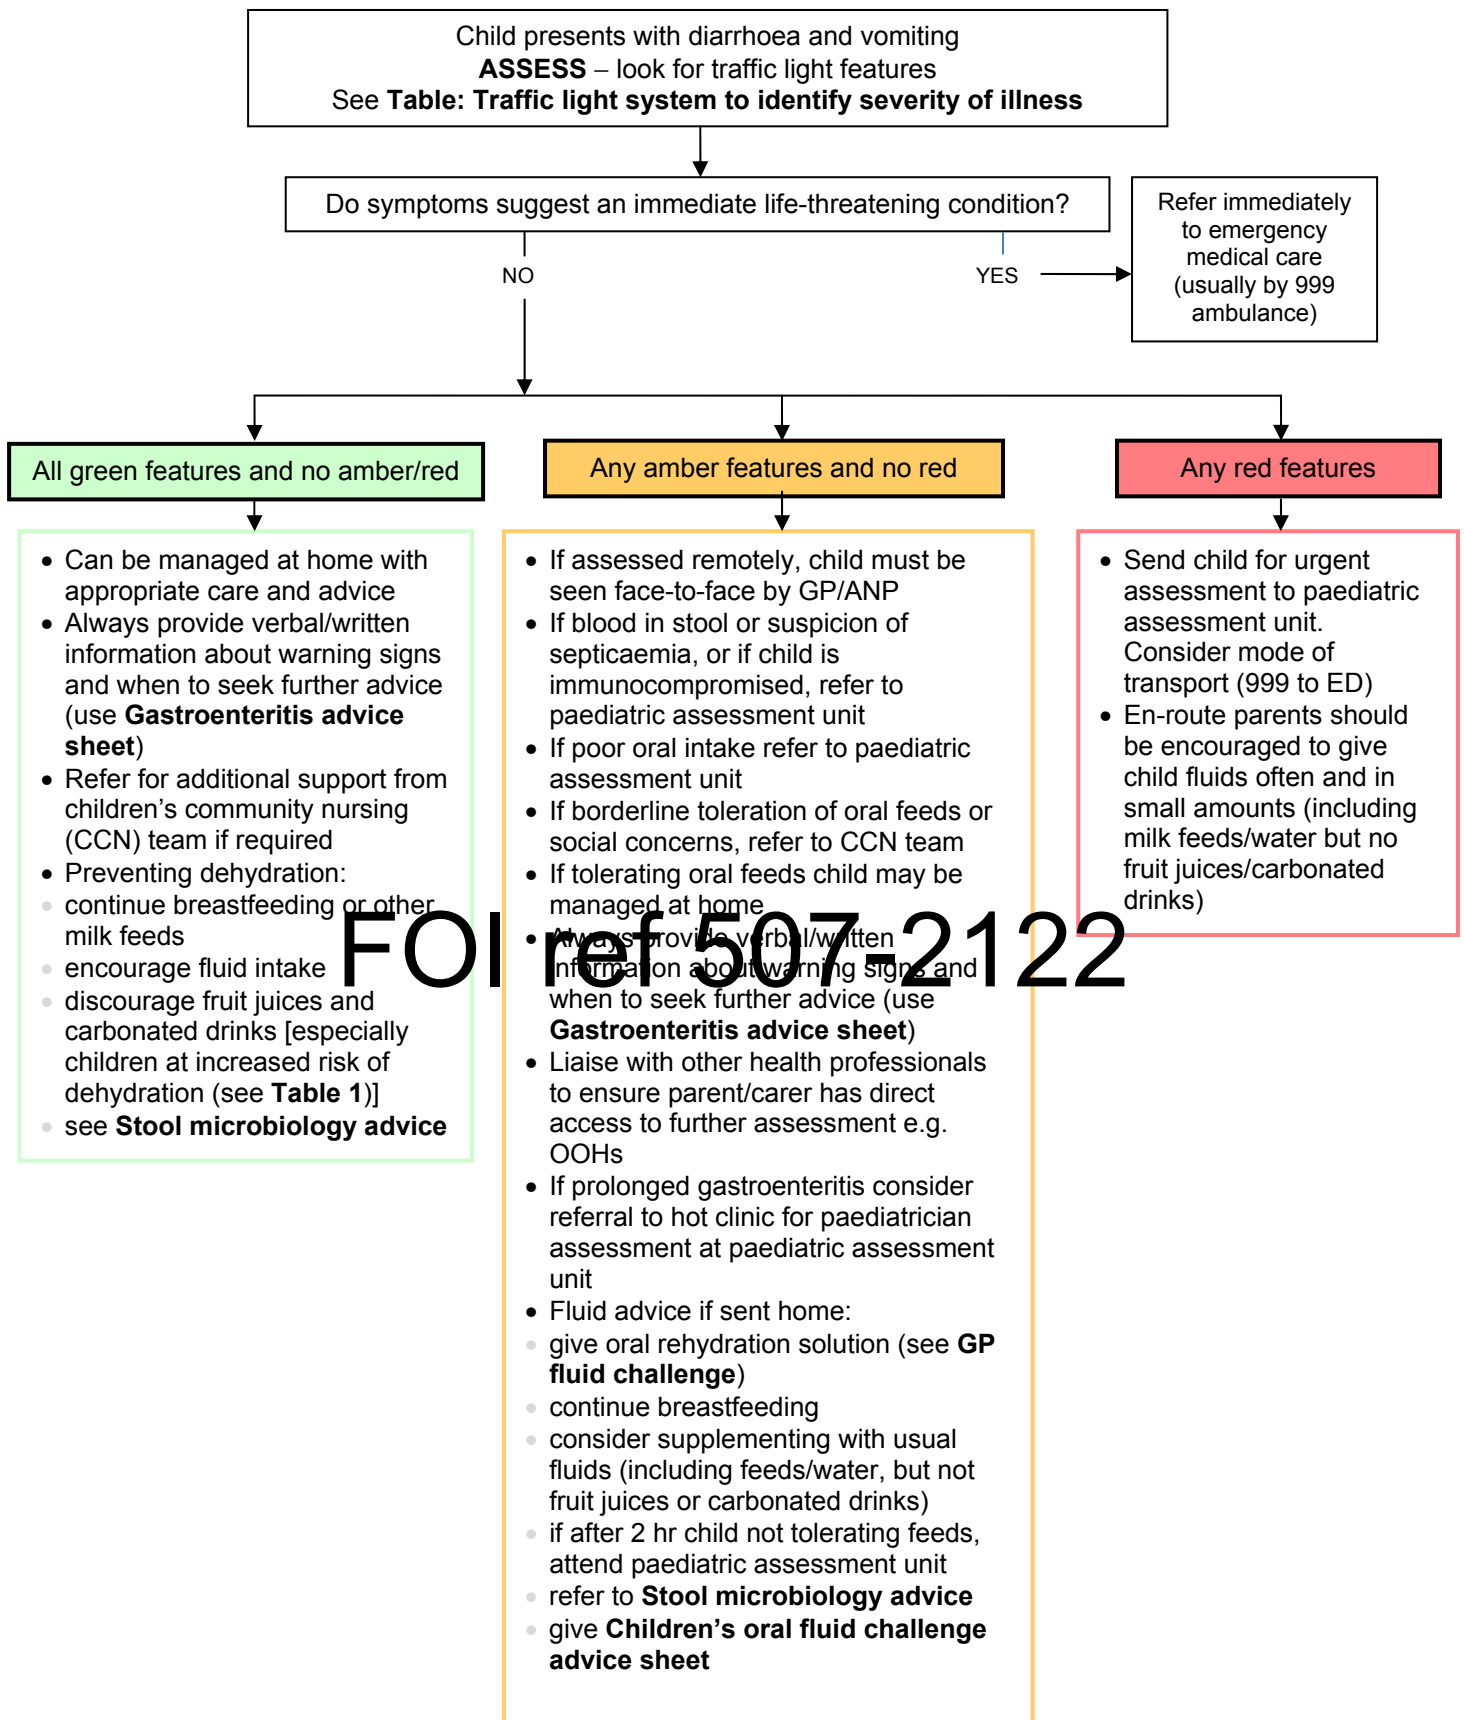 Child presents with diarrhoea and vomiting
ASSESS – look for traffic light features
See Table: Traffic light system to identify severity of illness
Do symptoms suggest an immediate life-threatening condition?
Refer immediately
to emergency
medical care
(usually by 999
ambulance)
NO
YES
All green features and no amber/red
Any amber features and no red
Any red features
• Can be managed at home with
appropriate care and advice
• Always provide verbal/written
information about warning signs
and when to seek further advice
(use Gastroenteritis advice
sheet)
• Refer for additional support from
children’s community nursing
(CCN) team if required
• Preventing dehydration:
• continue breastfeeding or other
milk feeds
• encourage fluid intake
• discourage fruit juices and
carbonated drinks [especially
children at increased risk of
dehydration (see Table 1)]
• see Stool microbiology advice
• If assessed remotely, child must be
seen face-to-face by GP/ANP
• If blood in stool or suspicion of
septicaemia, or if child is
immunocompromised, refer to
paediatric assessment unit
• If poor oral intake refer to paediatric
assessment unit
• If borderline toleration of oral feeds or
social concerns, refer to CCN team
• If tolerating oral feeds child may be
managed at home
• Always provide verbal/written
information about warning signs and
when to seek further advice (use
Gastroenteritis advice sheet)
• Liaise with other health professionals
to ensure parent/carer has direct
access to further assessment e.g.
OOHs
• If prolonged gastroenteritis consider
referral to hot clinic for paediatrician
assessment at paediatric assessment
unit
• Fluid advice if sent home:
• give oral rehydration solution (see GP
fluid challenge)
• continue breastfeeding
• consider supplementing with usual
fluids (including feeds/water, but not
fruit juices or carbonated drinks)
• if after 2 hr child not tolerating feeds,
attend paediatric assessment unit
• refer to Stool microbiology advice
• give Children’s oral fluid challenge
advice sheet
• Send child for urgent
assessment to paediatric
assessment unit.
Consider mode of
transport (999 to ED)
• En-route parents should
be encouraged to give
child fluids often and in
small amounts (including
milk feeds/water but no
fruit juices/carbonated
drinks)
FOI ref 507-2122